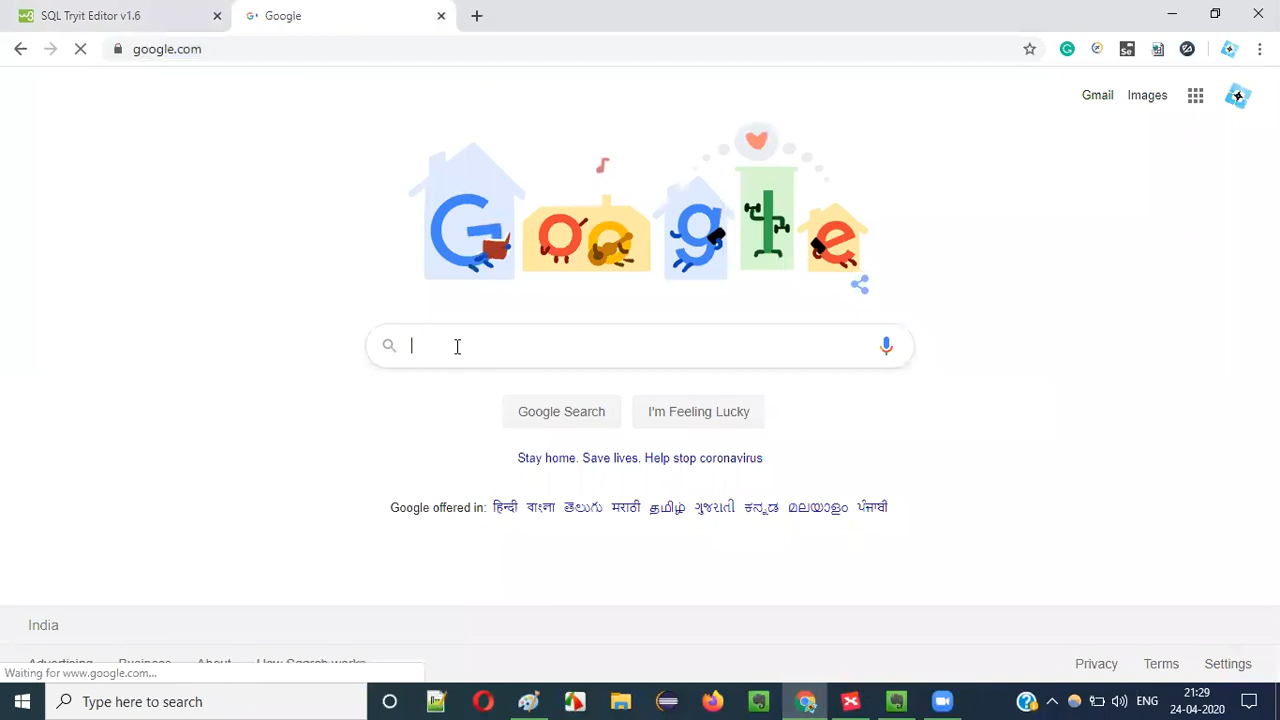 SQL Tryit Editor v1.6
Google
google.com
Gmail
Images
Google
Google Search
I'm Feeling Lucky
Stay home. Save lives. Help stop coronavirus
Google offered in: हिन्दी বাংলা తెలుగు मराठी தமிழ் ગુજરાતી ಕನ್ನಡ മലയാളം ਪੰਜਾਬੀ
India
Advertising Business About How Search works
Privacy Terms Settings
Waiting for www.google.com...
Type here to search
ENG
21:29
24-04-2020